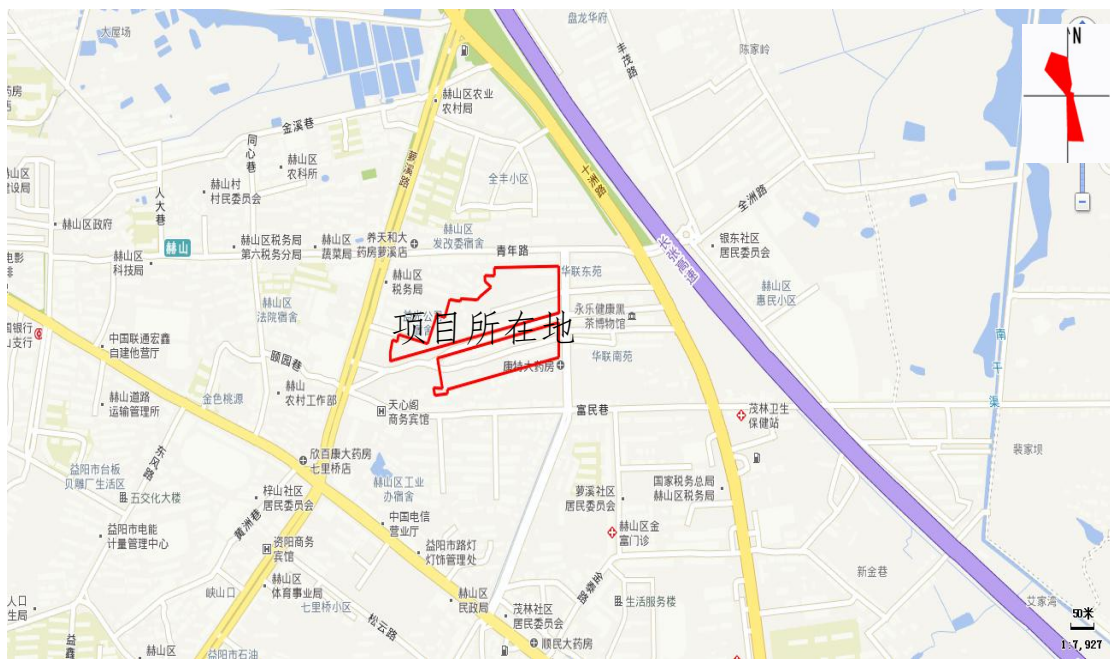 盘龙华府
大屋场
丰茂路
陈家岭
N
赫山区农业
农村局
金溪巷
同心巷
赫山区
农科所
萝溪路
全丰小区
十洲路
全洲路
人大巷
赫山村
村民委员会
赫山区政府
赫山区
发改委宿舍
赫山
赫山区税务局
第六税务分局
赫山区
蔬菜局
养天和大
药房萝溪店
青年路
银东社区
居民委员会
长张高速
赫山区
科技局
赫山区
税务局
华联东苑
赫山区
惠民小区
赫山区
法院宿舍
项目所在地
永乐健康黑
茶博物馆
南干渠
中国联通宏鑫
自建他营厅
颐园巷
华联南苑
康特大药房
赫山
农村工作部
金色桃源
赫山道路
运输管理所
天心阁
商务宾馆
富民巷
茂林卫生
保健站
东风路
欣百康大药房
七里桥店
裴家坝
益阳市台板
贝雕厂生活区
五交化大楼
赫山区工业
办宿舍
国家税务总局
赫山区税务局
梓山社区
居民委员会
萝溪社区
居民委员会
黄洲巷
中国电信
营业厅
赫山区金
富门诊
益阳市电能
计量管理中心
资阳商务
宾馆
益阳市路灯
灯饰管理处
新金巷
金泰路
赫山区
体育事业局
峡山口
七里桥小区
赫山区
民政局
茂林社区
居民委员会
生活服务楼
艾家湾
50米
松云路
顺民大药房
1:7,927
益鑫
赫山区
益阳市石油